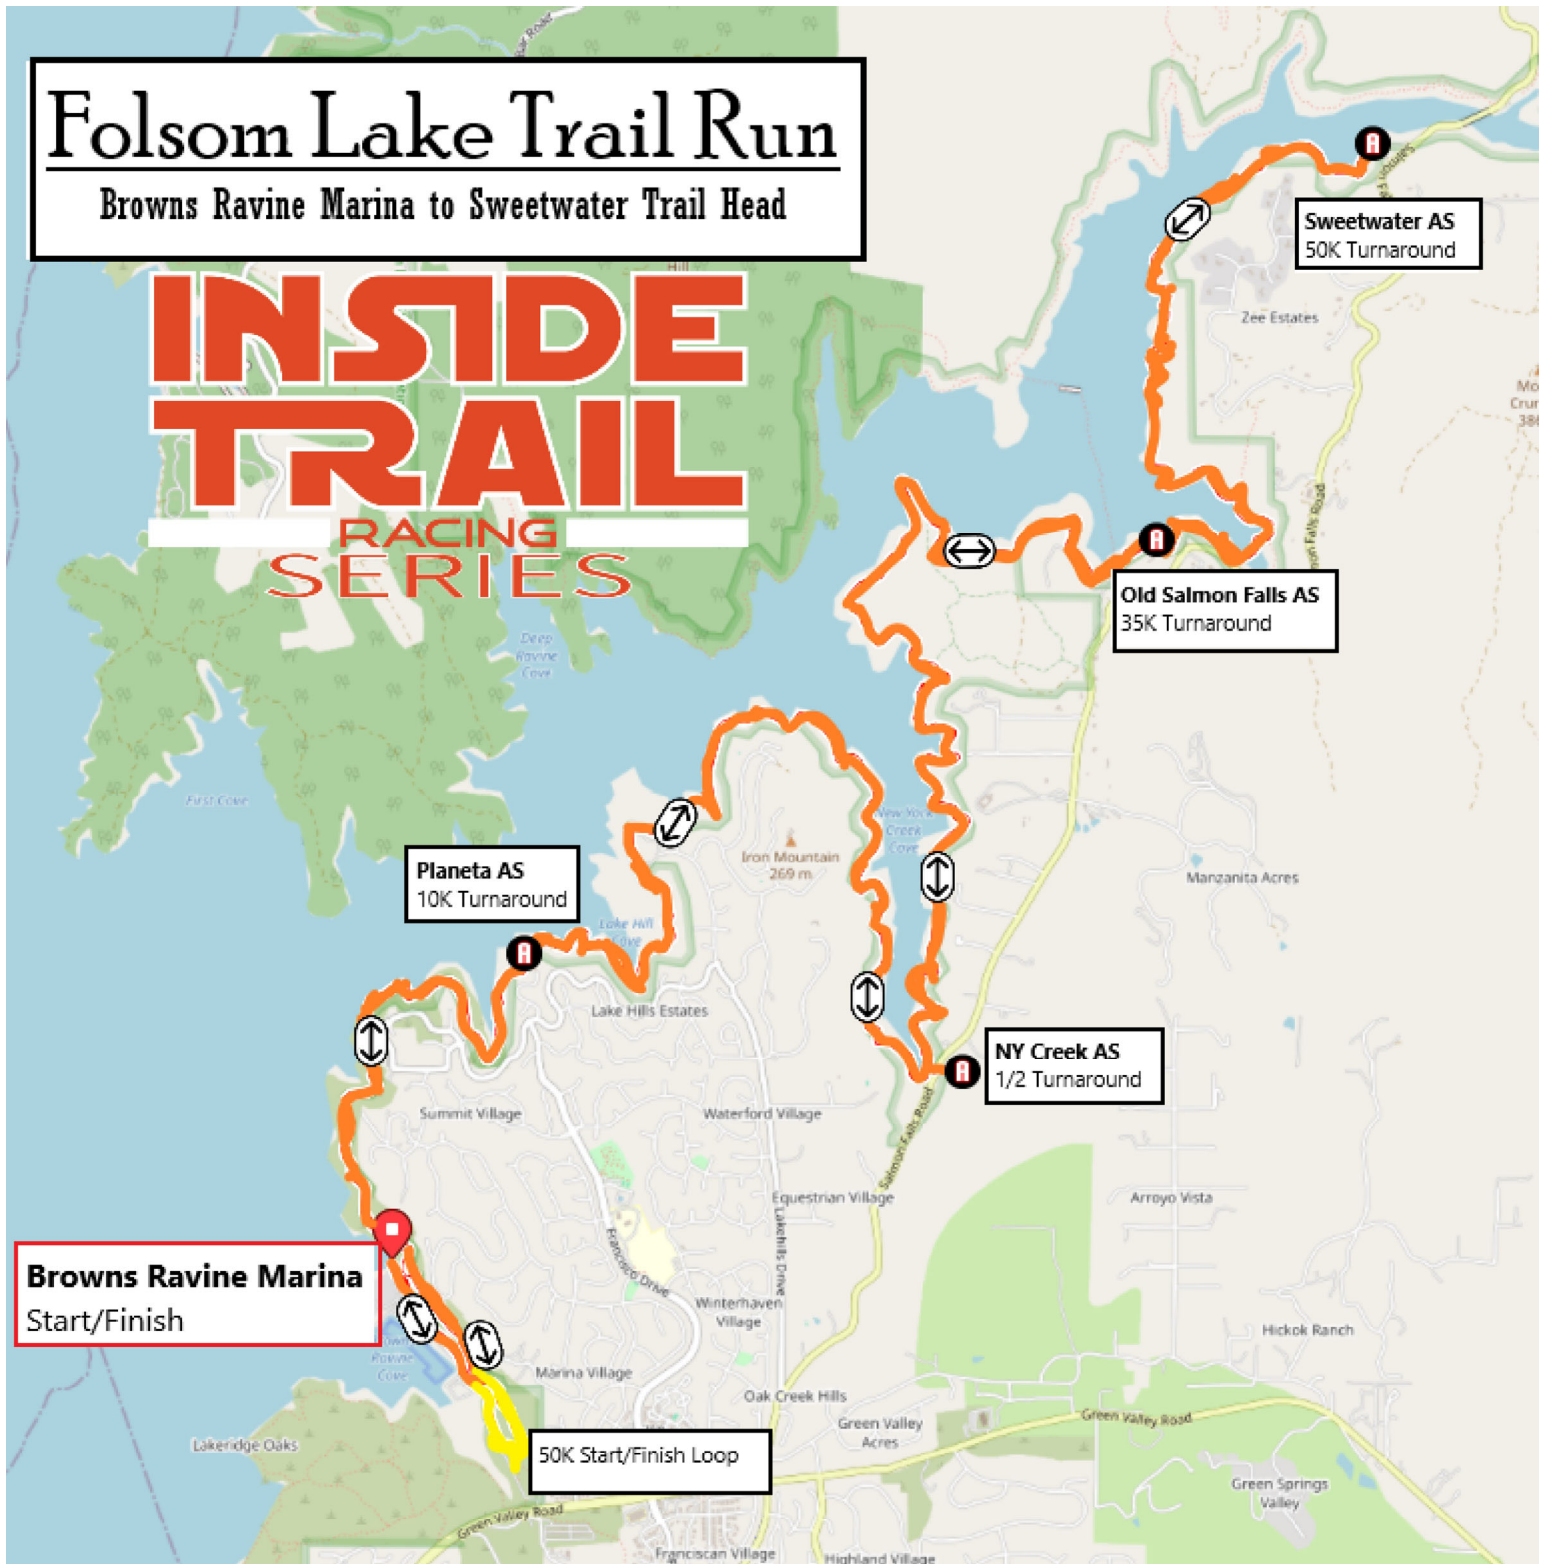 Bar Road
Folsom Lake Trail Run
Browns Ravine Marina to Sweetwater Trail Head
Hill
INSIDE
TRAIL
RACING
SERIES
Sweetwater AS
50K Turnaround
Zee Estates
Old Salmon Falls AS
35K Turnaround
Deep
Ravine
Cove
First Cove
New York
Creek
Cove
Iron Mountain
269 m
Manzanita Acres
Planeta AS
10K Turnaround
Lake Hill
Cove
Lake Hills Estates
NY Creek AS
1/2 Turnaround
Summit Village
Waterford Village
Salmon Falls Road
Equestrian Village
Arroyo Vista
Francisco Drive
Lakehills Drive
Browns Ravine Marina
Start/Finish
Winterhaven
Village
Hickok Ranch
Ravine
Cove
Marina Village
Oak Creek Hills
Green Valley
Acres
Green Valley Road
Lakeridge Oaks
50K Start/Finish Loop
Green Springs
Valley
Green Valley Road
Franciscan Village
Highland Village